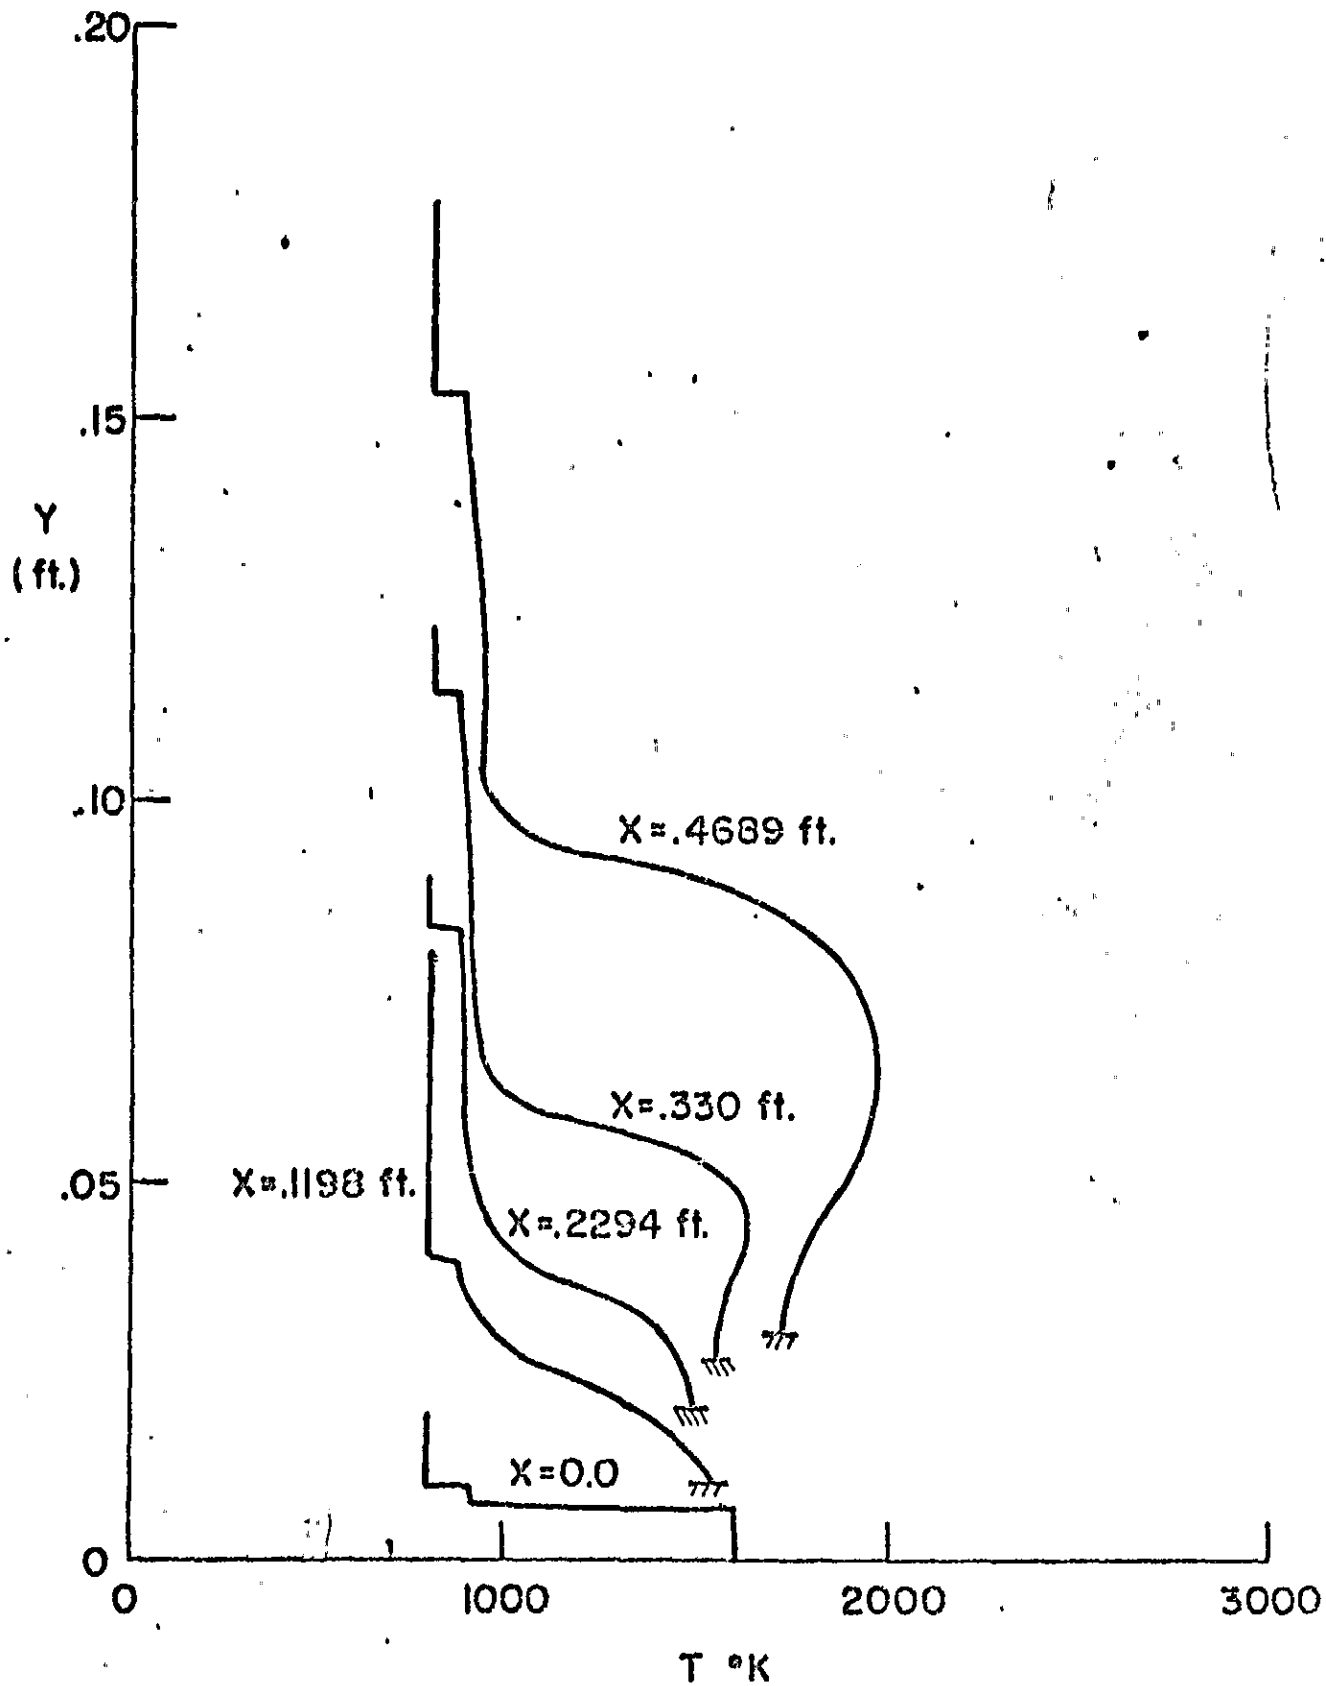 .20
.15
Y
(ft.)
.10
X=.4689 ft.
X=.330 ft.
.05
X=.1198 ft.
X=.2294 ft.
X=0.0
0
0 1000 2000 3000
T °K